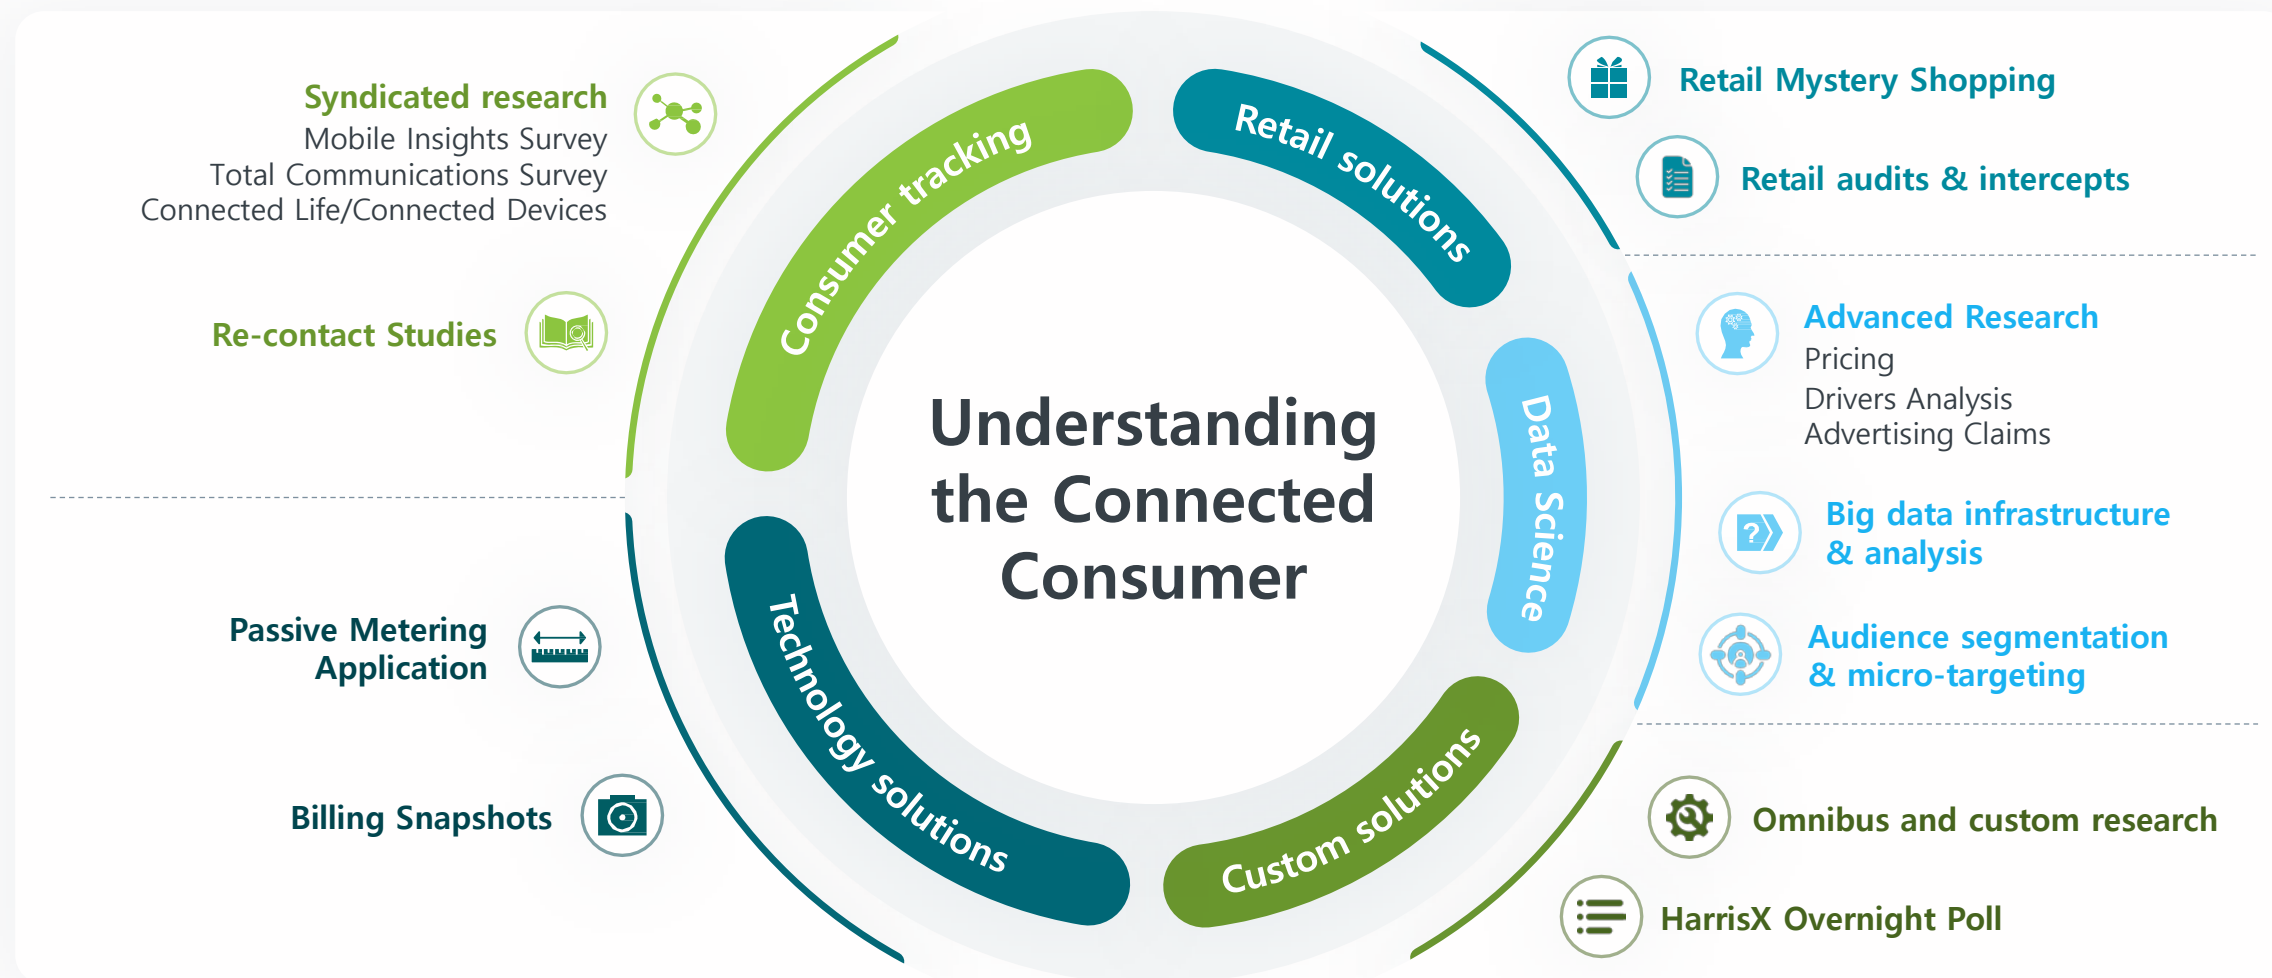 Syndicated research
Mobile Insights Survey
Total Communications Survey
Connected Life/Connected Devices
Re-contact Studies
Passive Metering
Application
Billing Snapshots
Consumer tracking
Technology solutions
Understanding
the Connected
Consumer
Retail solutions
Data Science
Custom solutions
Retail Mystery Shopping
Retail audits & intercepts
Advanced Research
Pricing
Drivers Analysis
Advertising Claims
?
Big data infrastructure
& analysis
Audience segmentation
& micro-targeting
Omnibus and custom research
HarrisX Overnight Poll